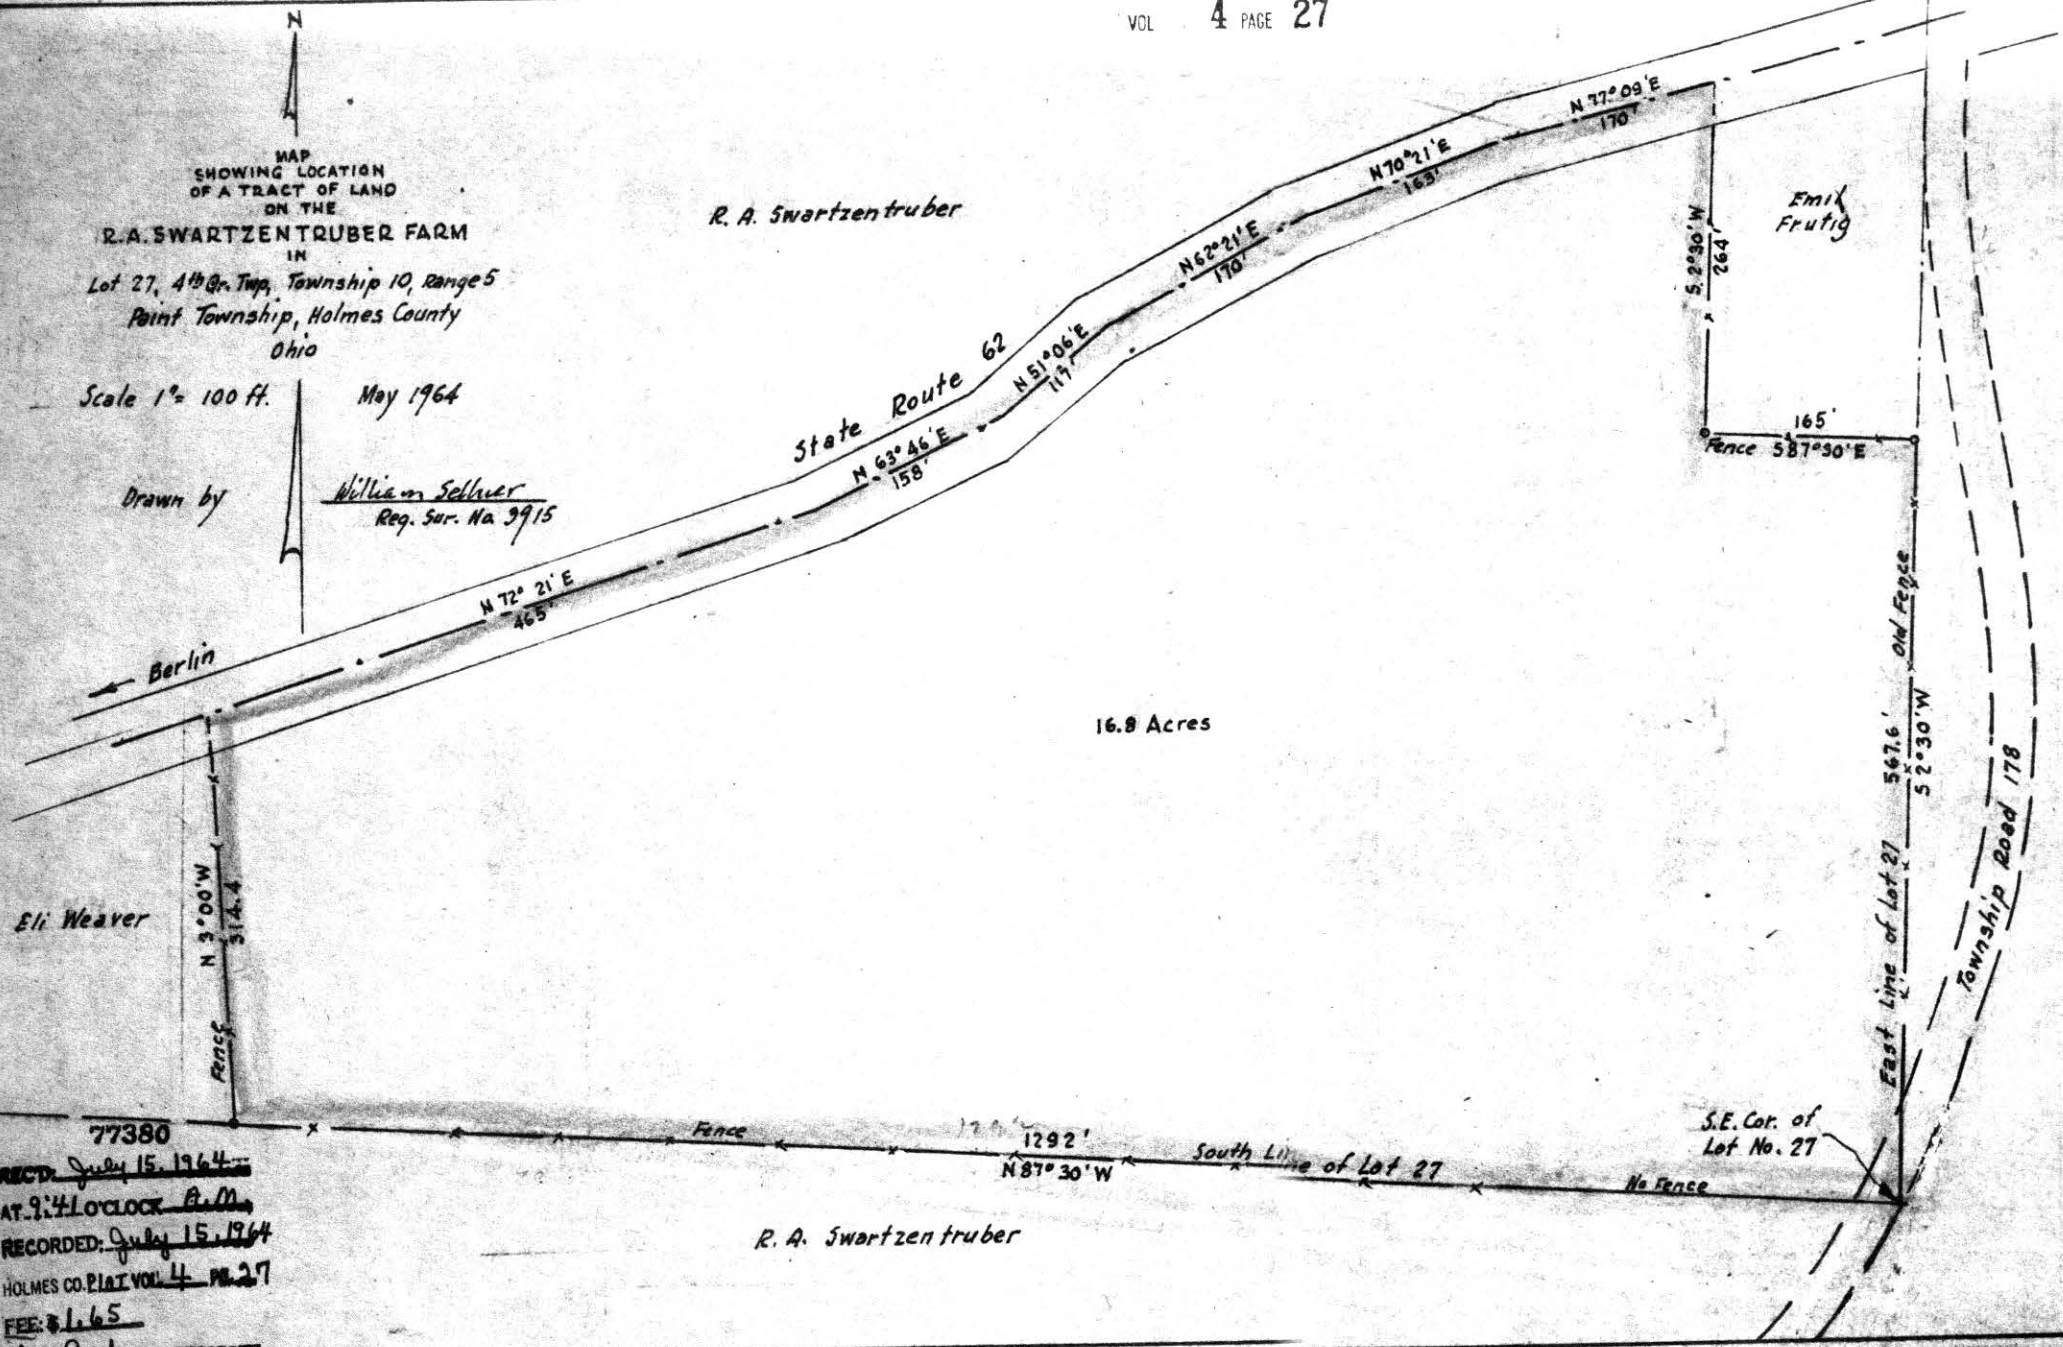 VOL 4 PAGE 27
N
MAP
SHOWING LOCATION
OF A TRACT OF LAND
ON THE
R.A. SWARTZENTRUBER FARM
IN
Lot 27, 4th Qr. Twp, Township 10, Range 5
Paint Township, Holmes County
Ohio
Scale 1"= 100 ft.
May 1964
Drawn by
William Sellner
Reg. Sur. No. 3915
R. A. Swartzentruber
State Route 62
N 77° 09' E
170'
N 70° 21' E
163'
N 62° 21' E
170'
N 51° 06' E
117'
N 63° 46' E
158'
N 72° 21' E
465'
Berlin
Emil
Frutig
S. 2° 30' W
264'
165'
Fence S 87° 30' E
Old Fence
567.6'
S 2° 30' W
East Line of Lot 27
Township Road 178
16.8 Acres
Eli Weaver
N 3° 00' W
314.4
Fence
S.E. Cor. of
Lot No. 27
Fence
1292'
N 87° 30' W
South Line of Lot 27
No Fence
R. A. Swartzentruber
77380
REC'D. July 15, 1964
AT 9:41 O'CLOCK A.M.
RECORDED: July 15, 1964
HOLMES CO. PLAT VOL. 4 PG. 27
FEE: $1.65